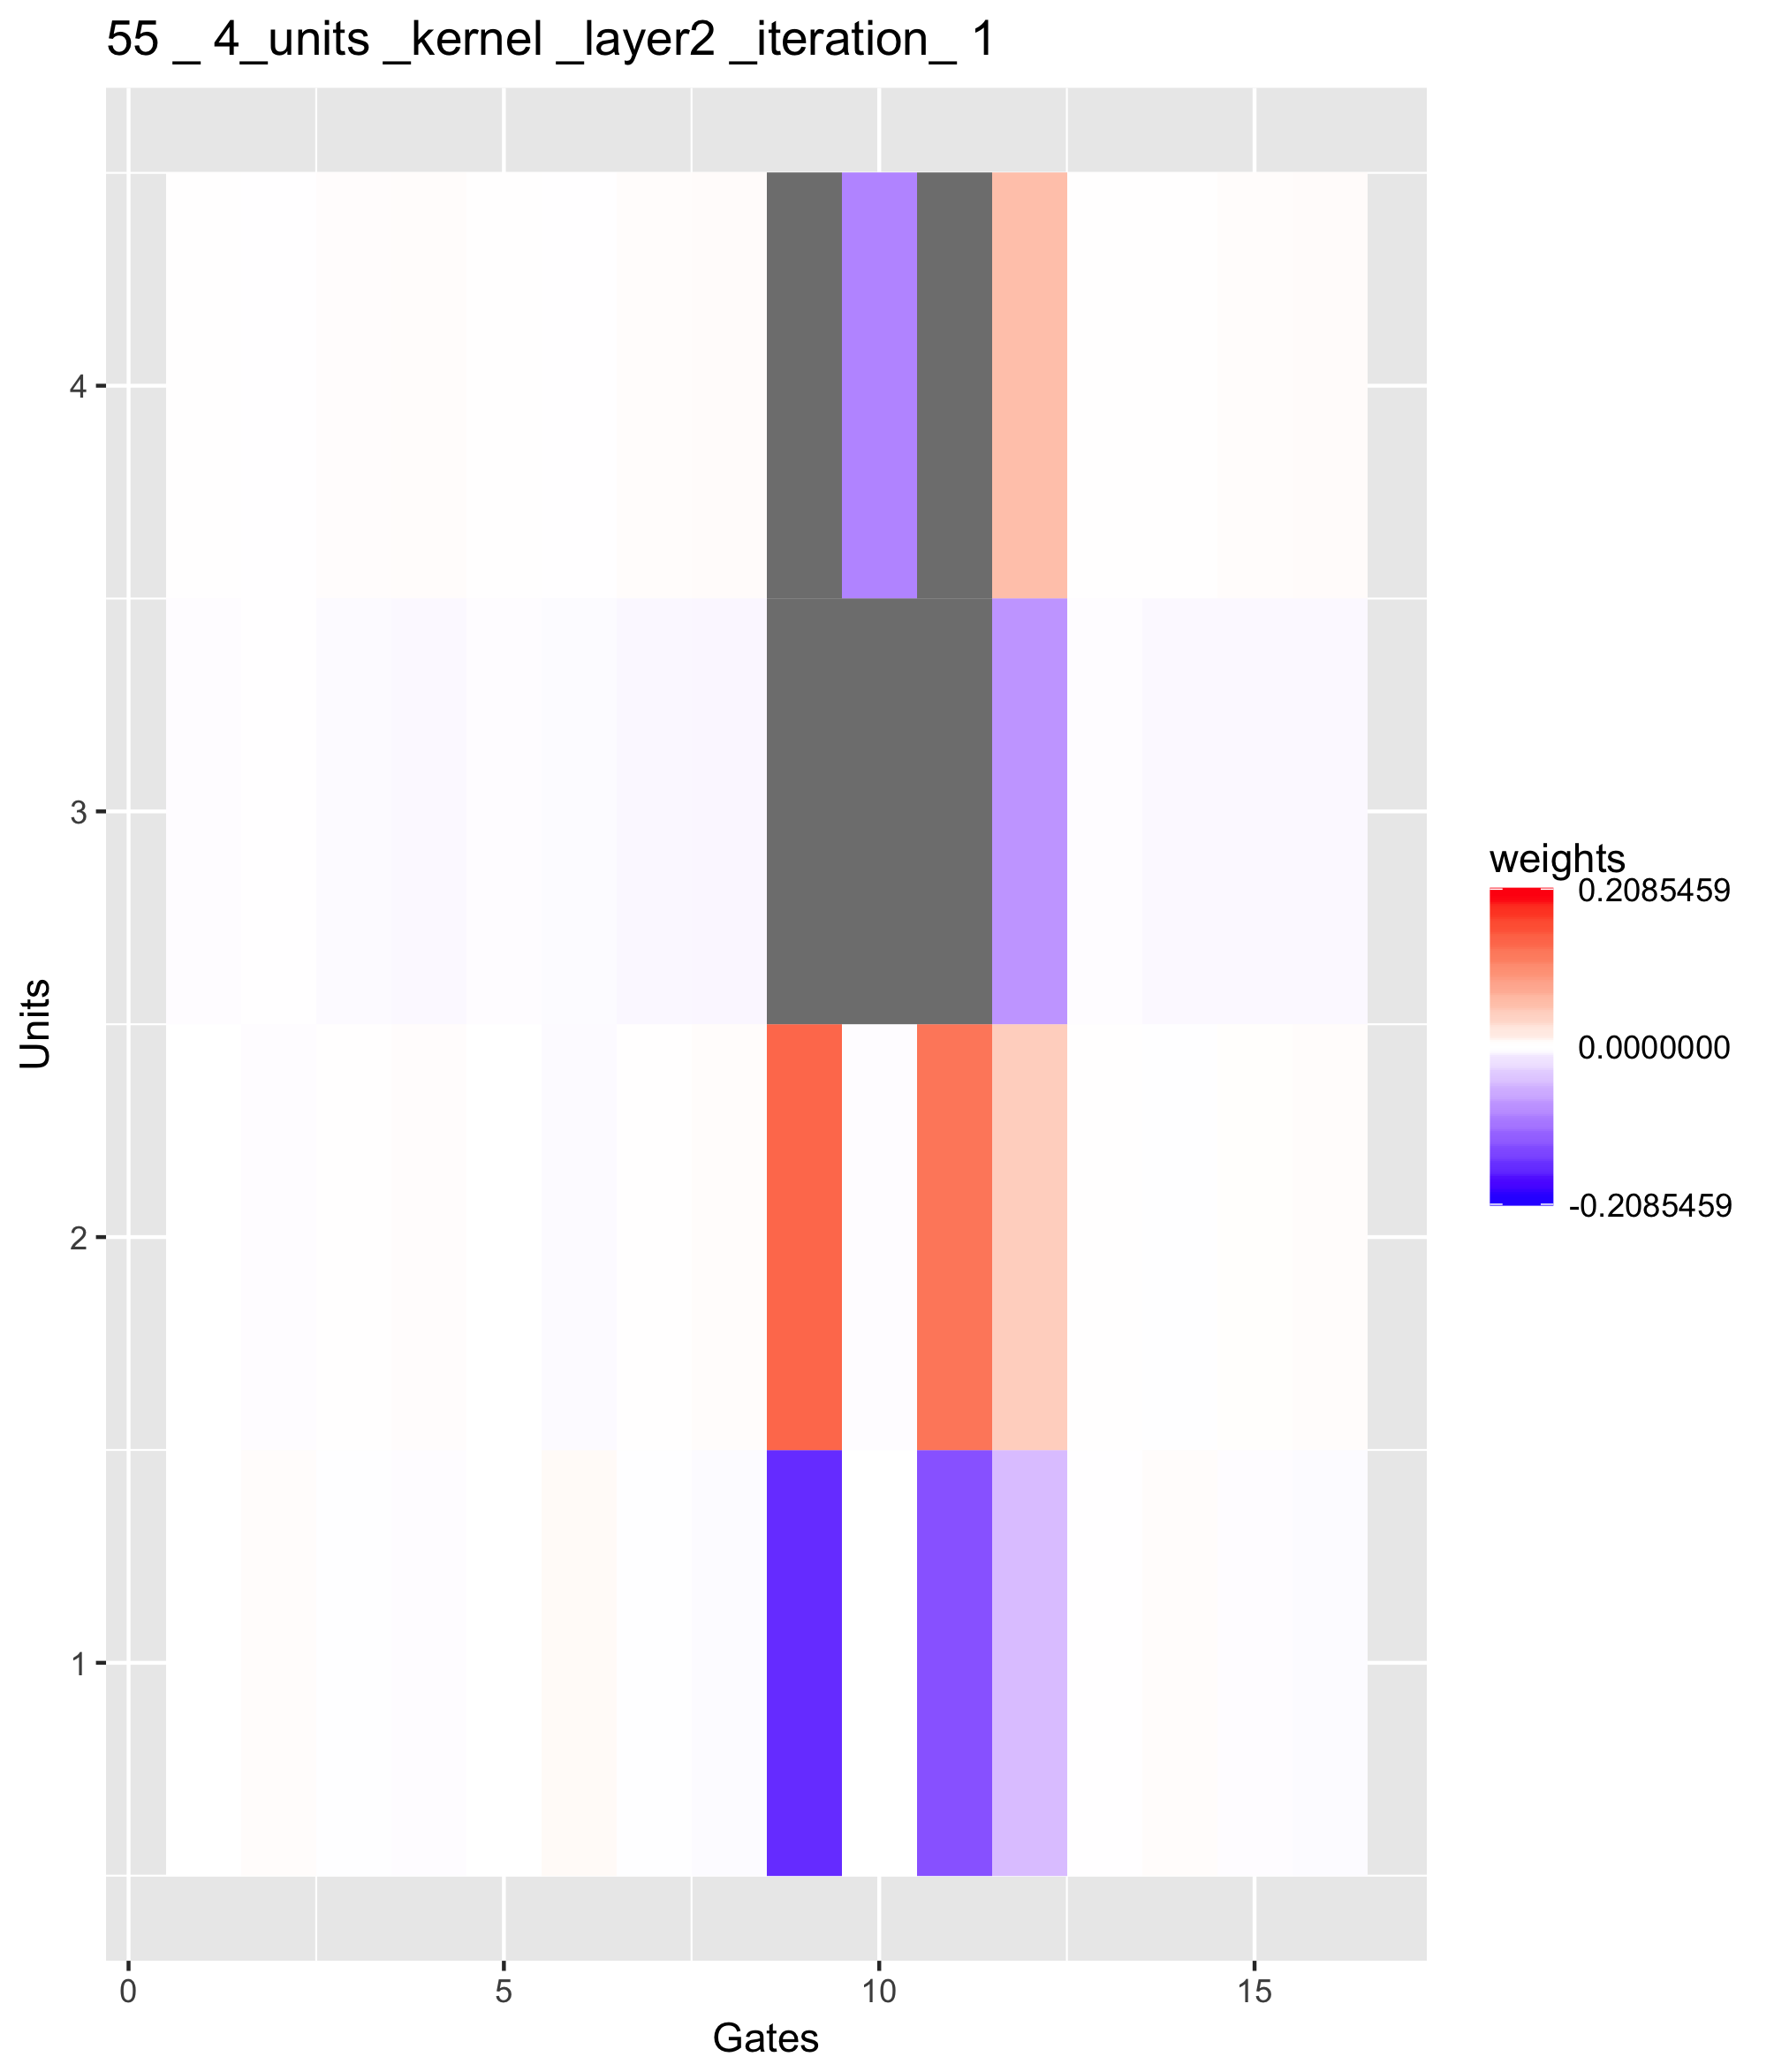 55 _ 4_units _kernel _layer2 _iteration_ 1
4
3
2
1
Units
0
5
10
15
Gates
weights
0.2085459
0.0000000
-0.2085459